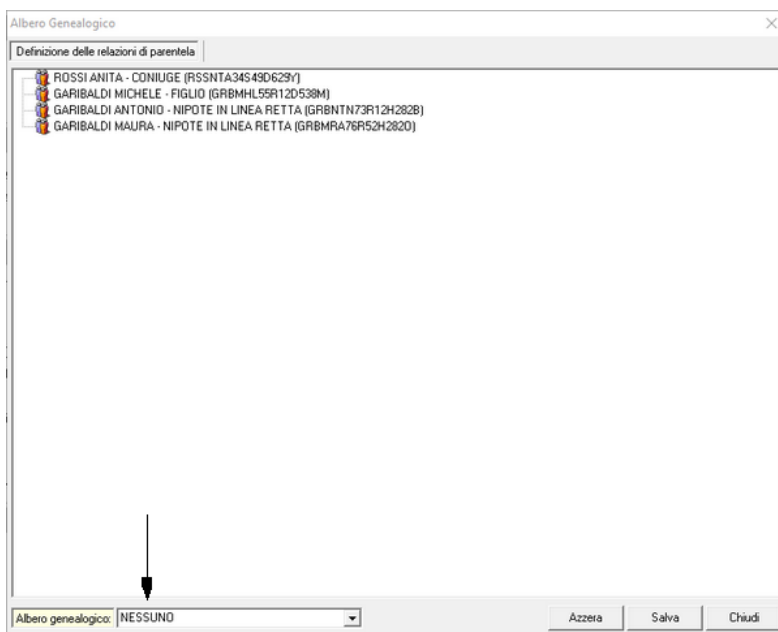 Albero Genealogico
Definizione delle relazioni di parentela
ROSSI ANITA - CONIUGE (RSSNTA34S49D629Y)
GARIBALDI MICHELE - FIGLIO (GRBMHL55R12D538M)
GARIBALDI ANTONIO - NIPOTE IN LINEA RETTA (GRBNTN73R12H282B)
GARIBALDI MAURA - NIPOTE IN LINEA RETTA (GRBMRA76R52H282O)
Albero genealogico: NESSUNO
Azzera Salva Chiudi